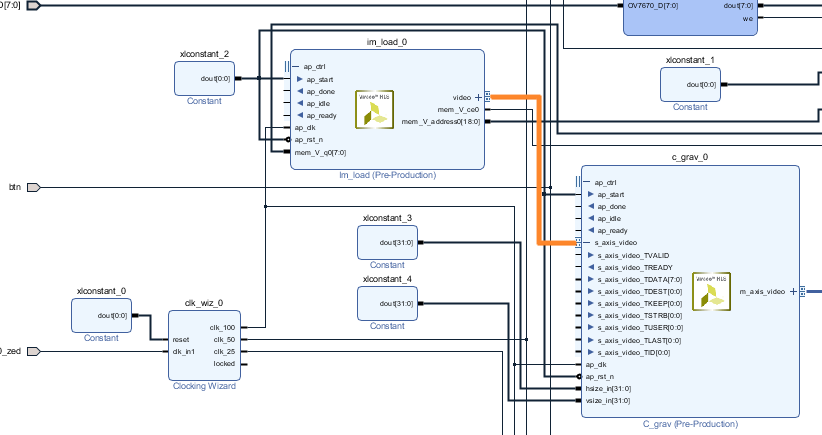 D[7:0]
OV7670_D[7:0]
dout[7:0]
we
im_load_0
xlconstant_2
dout[0:0]
Constant
ap_ctrl
ap_start
ap_done
ap_idle
ap_ready
ap_clk
ap_rst_n
mem_V_q0[7:0]
Vivado™ HLS
video
mem_V_ce0
mem_V_address0[18:0]
Im_load (Pre-Production)
xlconstant_1
dout[0:0]
Constant
btn
c_grav_0
ap_ctrl
ap_start
ap_done
ap_idle
ap_ready
s_axis_video
s_axis_video_TVALID
s_axis_video_TREADY
s_axis_video_TDATA[7:0]
s_axis_video_TDEST[0:0]
s_axis_video_TKEEP[0:0]
s_axis_video_TSTRB[0:0]
s_axis_video_TUSER[0:0]
s_axis_video_TLAST[0:0]
s_axis_video_TID[0:0]
ap_clk
ap_rst_n
hsize_in[31:0]
vsize_in[31:0]
Vivado™ HLS
m_axis_video
C_grav (Pre-Production)
xlconstant_3
dout[31:0]
Constant
xlconstant_4
dout[31:0]
Constant
xlconstant_0
dout[0:0]
Constant
clk_wiz_0
reset
clk_in1
clk_100
clk_50
clk_25
locked
Clocking Wizard
0_zed